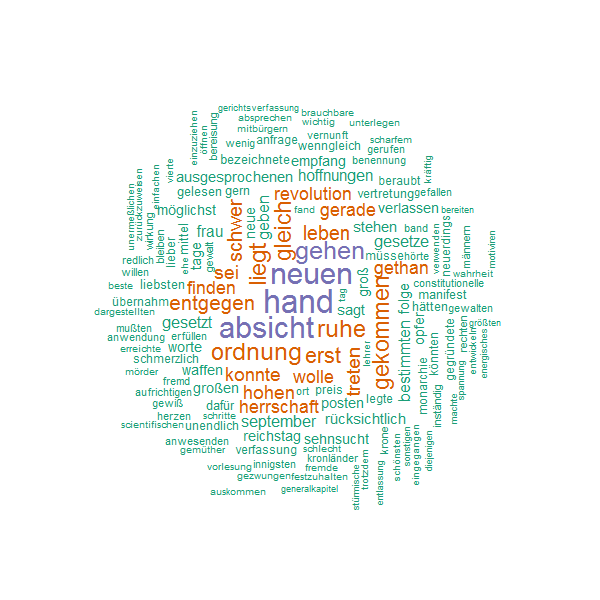 gerichtsverfassung
absprechen
brauchbare
mitbürgern
wichtig
unterlegen
einzuziehen
öffnen
bereisung
wenig
anfrage
vernunft
wenngleich
scharfem
gerufen
bezeichnete
empfang
benennung
kräftig
vierte
ausgesprochenen
hoffnungen
beraubt
unermeßlichen
zurückzuweisen
einfachen
gelesen
gern
revolution
vertretung
gefallen
möglichst
neue
geben
fand
gerade
verlassen
bereiten
wirkung
bleiben
lieber
ehe
mittel
frau
tage
gewalt
schwer
gleich
leben
stehen
band
gesetze
neuerdings
verwenden
männern
wahrheit
motiviren
redlich
willen
sei
liegt
gehen
müsse
hörte
gethan
beste
liebsten
finden
neuen
groß
constitutionelle
übernahm
entgegen
hand
tag
sagt
gekommen
folge
manifest
hätten
gewalten
dargestellten
gesetzt
absicht
ruhe
bestimmten
opfer
größten
mußten
anwendung
erfüllen
erreichte
worte
ordnung
erst
lehrer
treten
könnten
gegründete
rechten
entwickeln
energisches
schmerzlich
mörder
waffen
konnte
wolle
monarchie
inständig
spannung
machte
fremd
aufrichtigen
großen
hohen
ort
preis
legte
gewiß
dafür
herrschaft
posten
herzen
schritte
september
rücksichtlich
scientifischen
unendlich
anwesenden
reichstag
sehnsucht
krone
gemüther
verfassung
schlecht
kronländer
schönsten
sonstigen
eingegangen
diejenigen
vorlesung
innigsten
fremde
gezwungen
festzuhalten
stürmische
trotzdem
entlassung
auskommen
generalkapitel